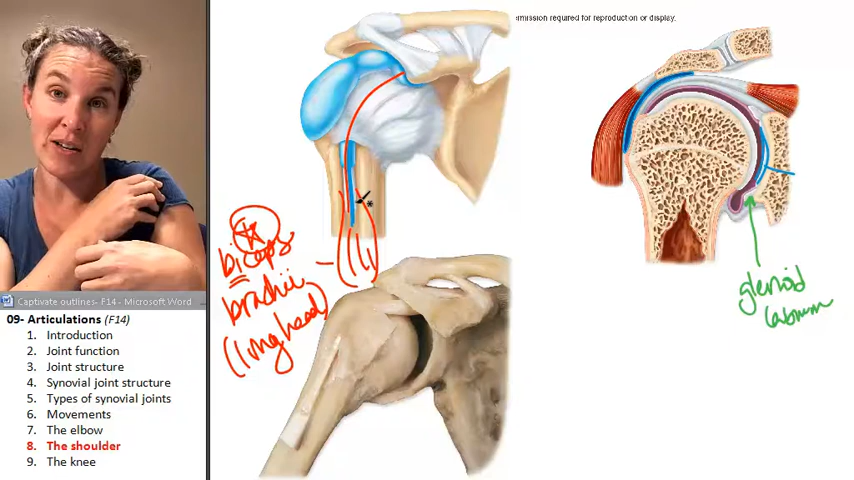 emission required for reproduction or display.
biceps
brachii
(long head)
*
glenoid
labrum
Captivate outlines- F14 - Microsoft Word
09- Articulations (F14)
1. Introduction
2. Joint function
3. Joint structure
4. Synovial joint structure
5. Types of synovial joints
6. Movements
7. The elbow
8. The shoulder
9. The knee